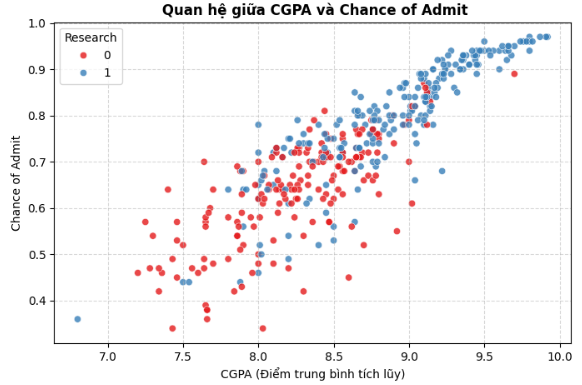 Quan hệ giữa CGPA và Chance of Admit
Research
0
1
Chance of Admit
1.0
0.9
0.8
0.7
0.6
0.5
0.4
7.0 7.5 8.0 8.5 9.0 9.5 10.0
CGPA (Điểm trung bình tích lũy)